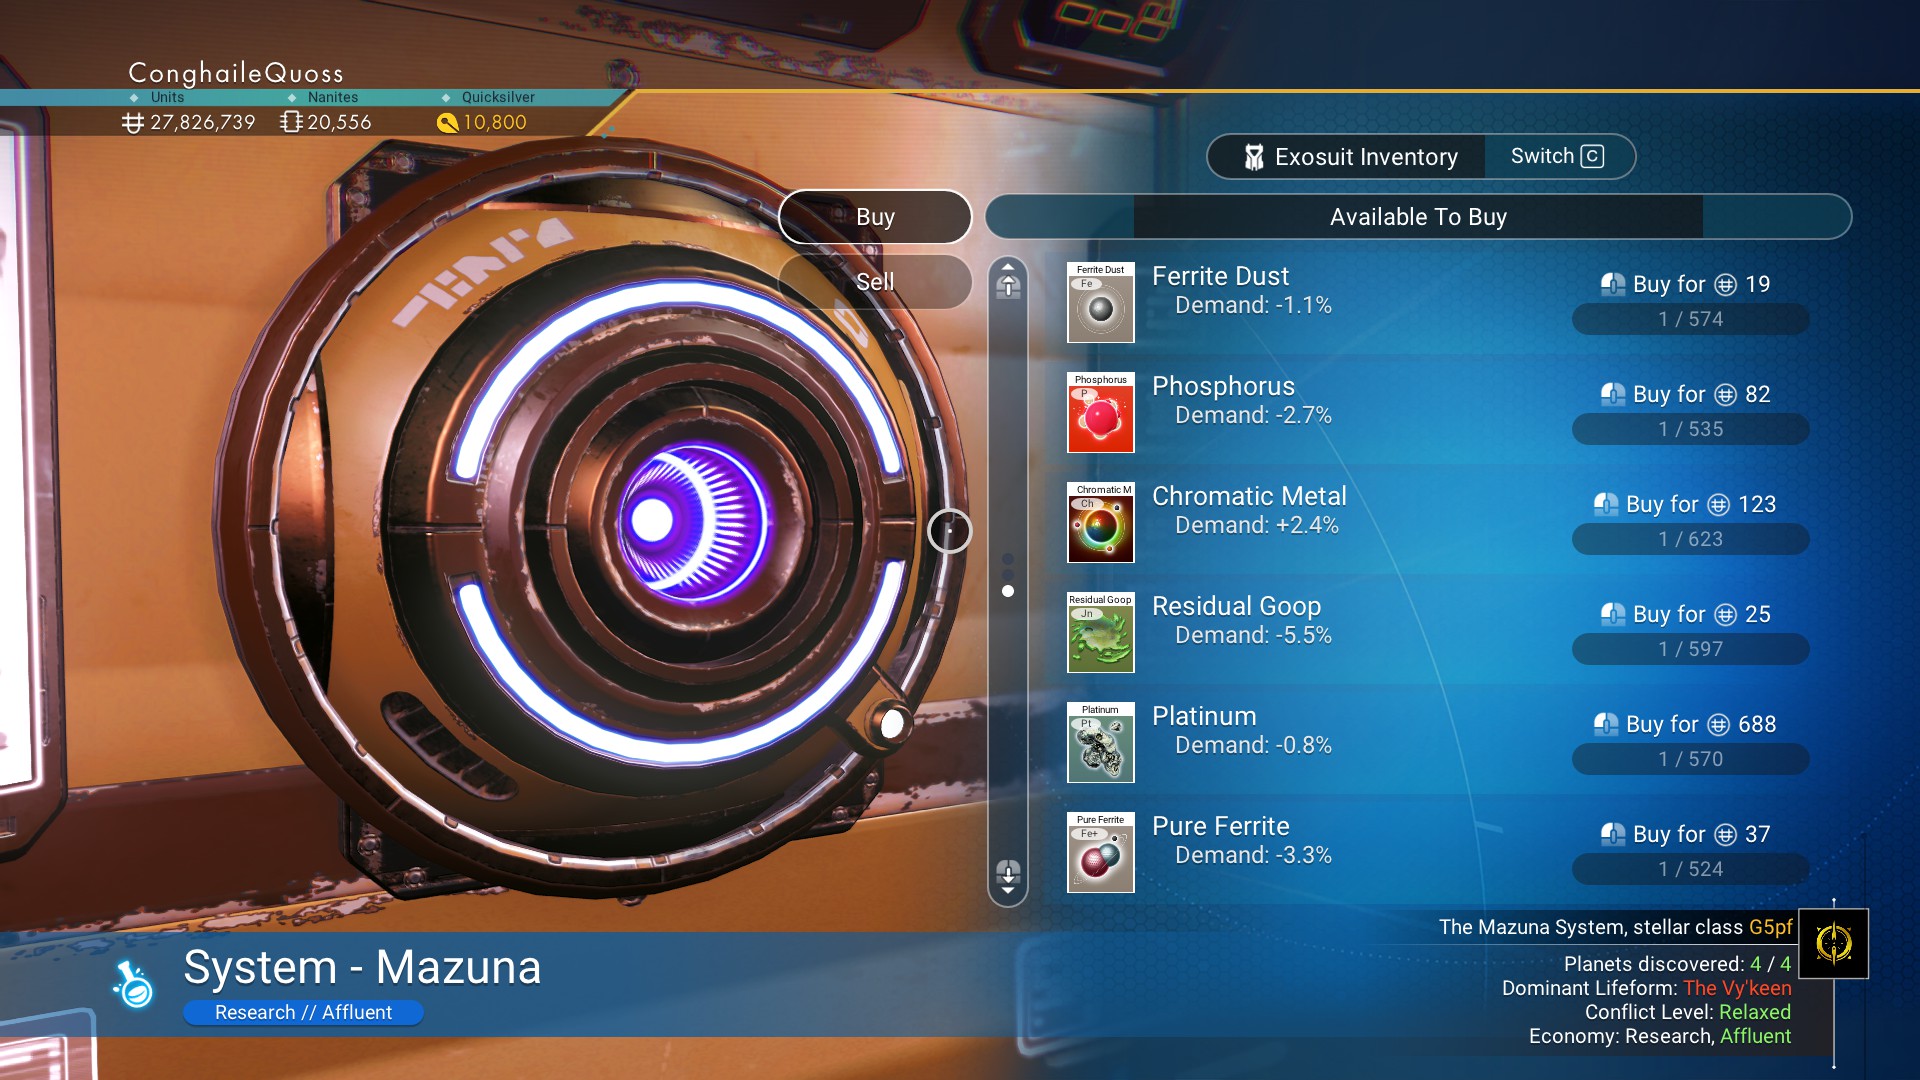 ConghaileQuoss
Units Nanites Quicksilver
27,826,739 20,556 10,800
Exosuit Inventory Switch C
Buy
Sell
Available To Buy
Ferrite Dust
Fe
Ferrite Dust
Demand: -1.1%
Buy for 19
1 / 574
Phosphorus
P
Phosphorus
Demand: -2.7%
Buy for 82
1 / 535
Chromatic M
Ch
Chromatic Metal
Demand: +2.4%
Buy for 123
1 / 623
Residual Goop
Jn
Residual Goop
Demand: -5.5%
Buy for 25
1 / 597
Platinum
Pt
Platinum
Demand: -0.8%
Buy for 688
1 / 570
Pure Ferrite
Fe+
Pure Ferrite
Demand: -3.3%
Buy for 37
1 / 524
System - Mazuna
Research // Affluent
The Mazuna System, stellar class G5pf
Planets discovered: 4 / 4
Dominant Lifeform: The Vy'keen
Conflict Level: Relaxed
Economy: Research, Affluent